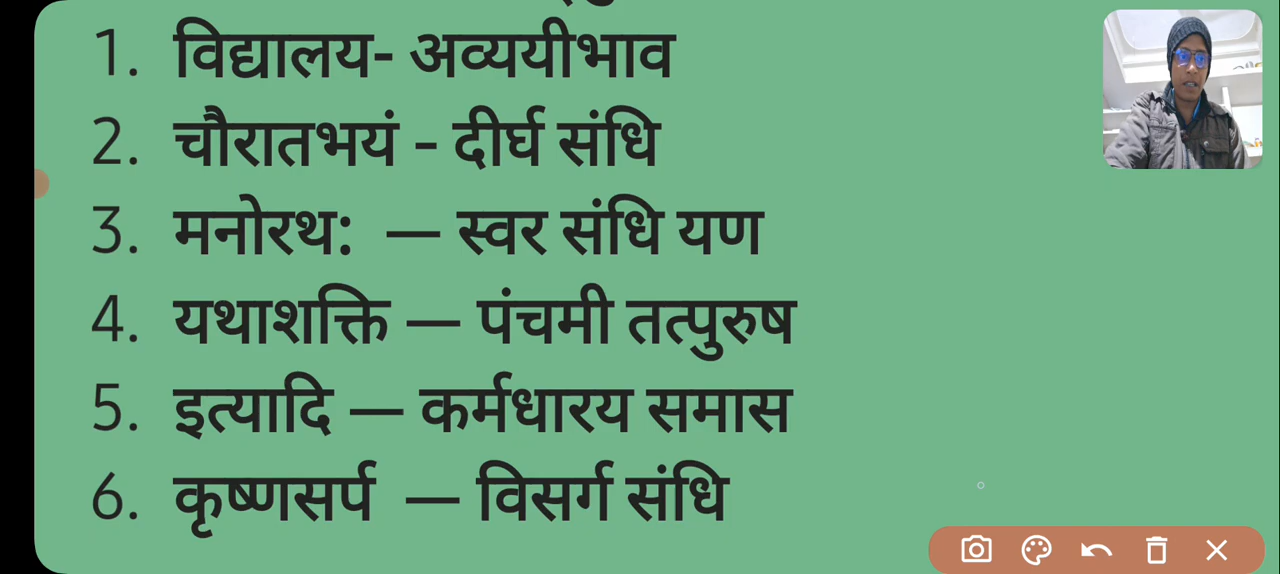 1. विद्यालय- अव्ययीभाव
2. चौरातभयं - दीर्घ संधि
3. मनोरथ: — स्वर संधि यण
4. यथाशक्ति — पंचमी तत्पुरुष
5. इत्यादि — कर्मधारय समास
6. कृष्णसर्प — विसर्ग संधि